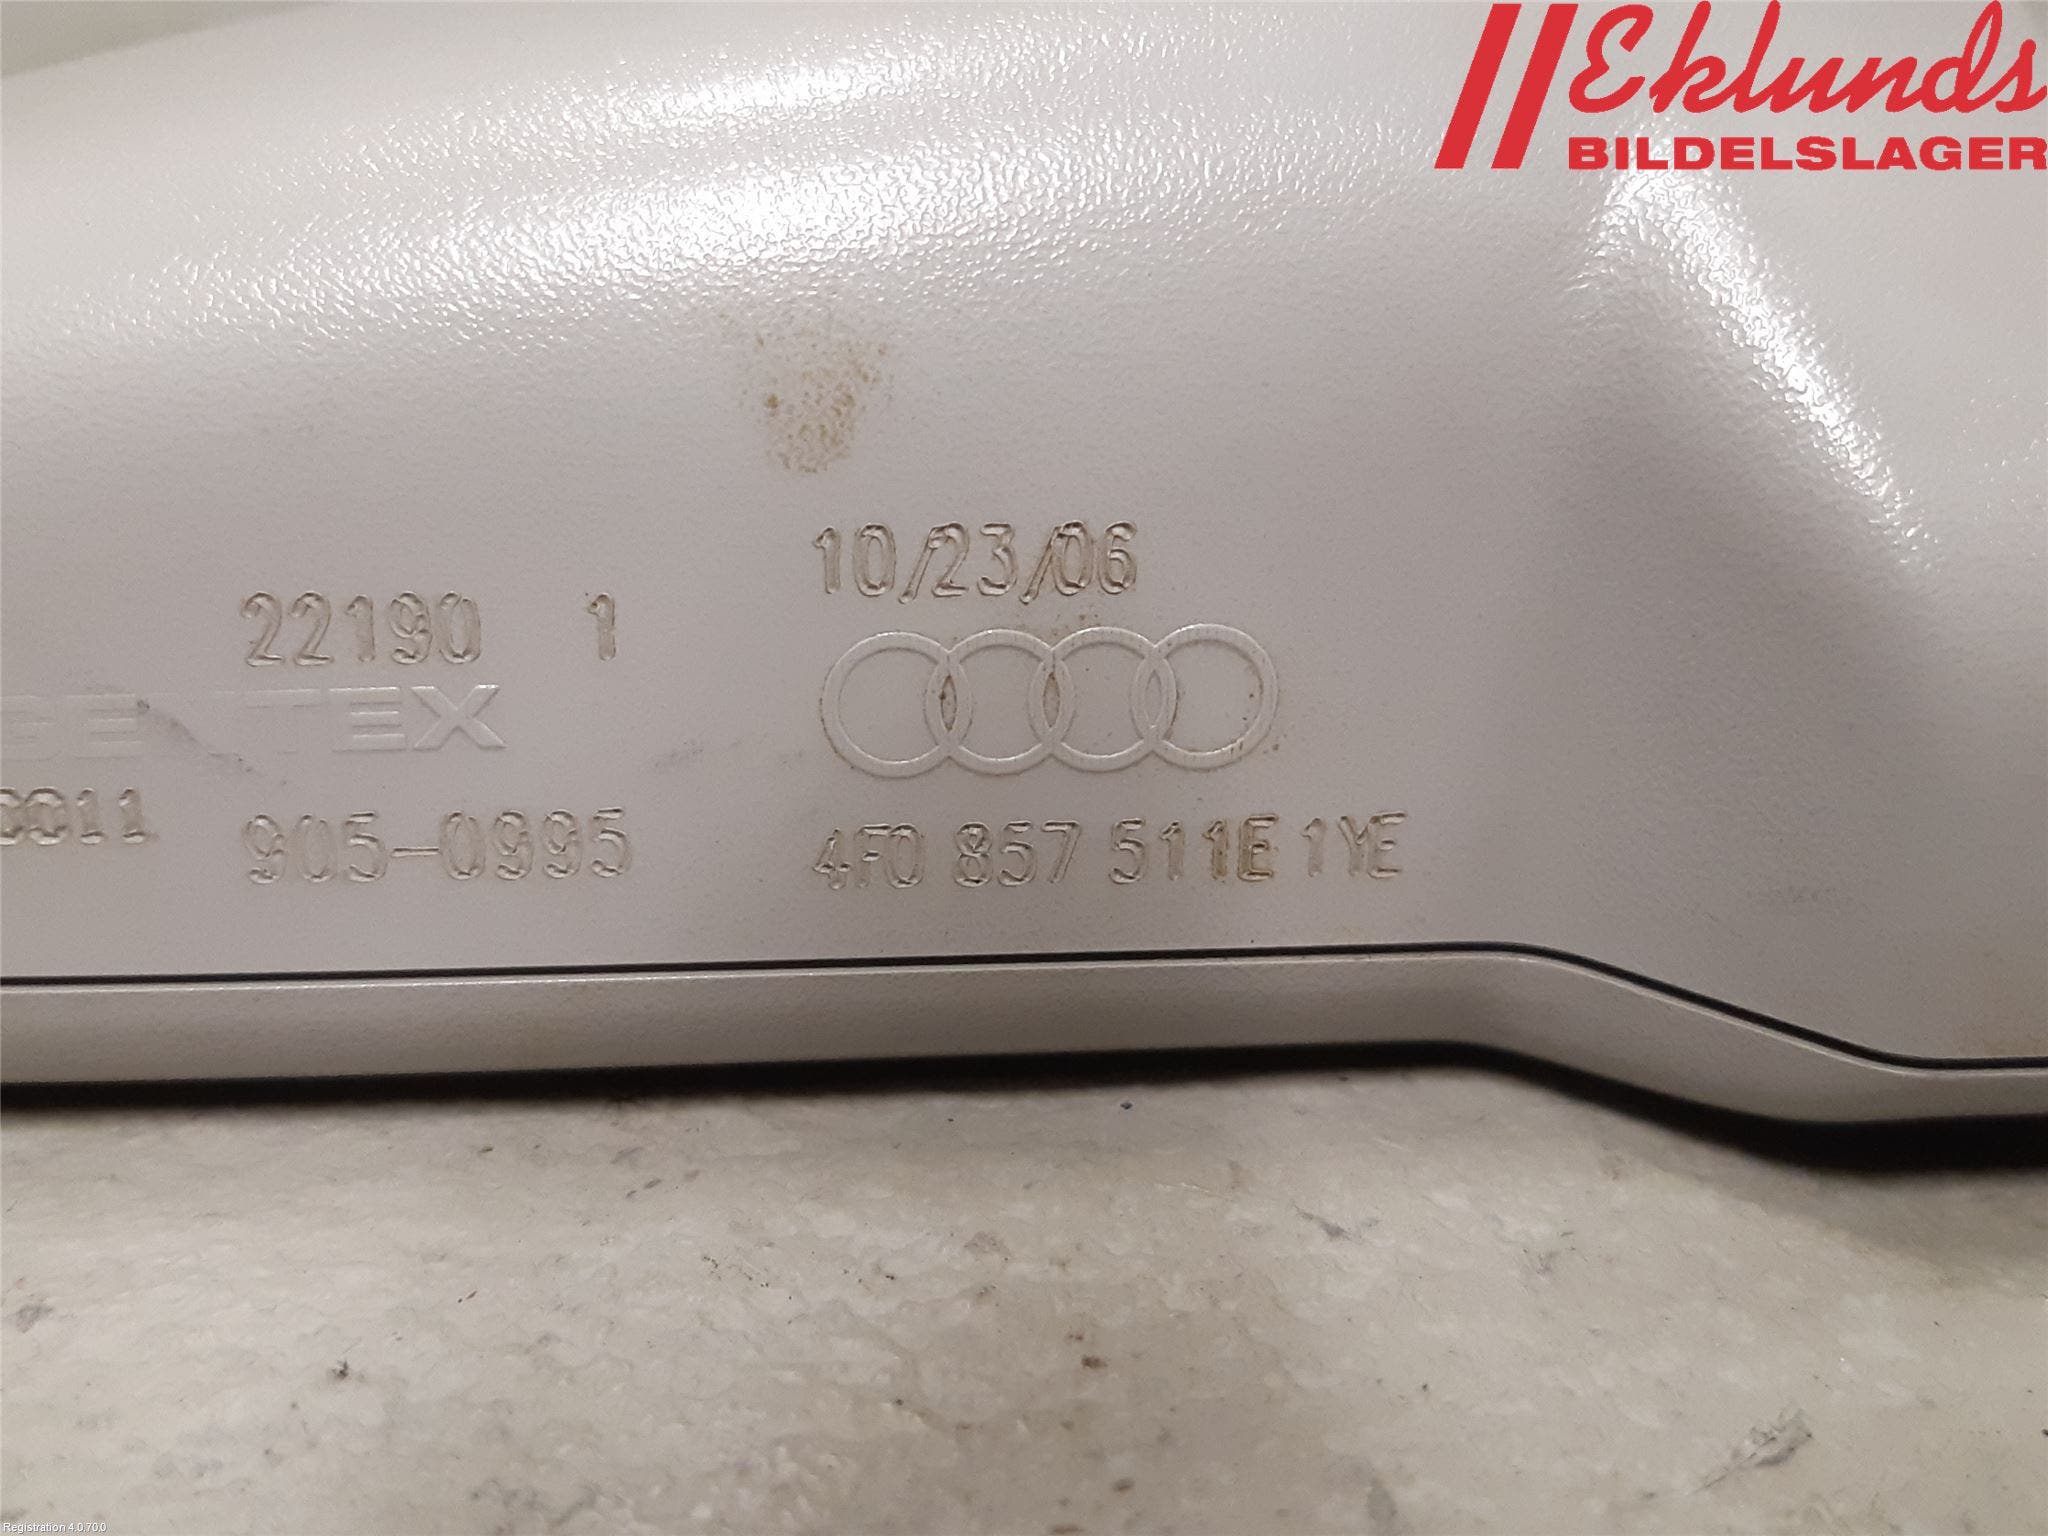 Eklunds
BILDELSLAGER
10/23/06
22190 1
GENTEX
0011 905-0995
4F0 857 511E 1YE
Registration 4.0.70.0